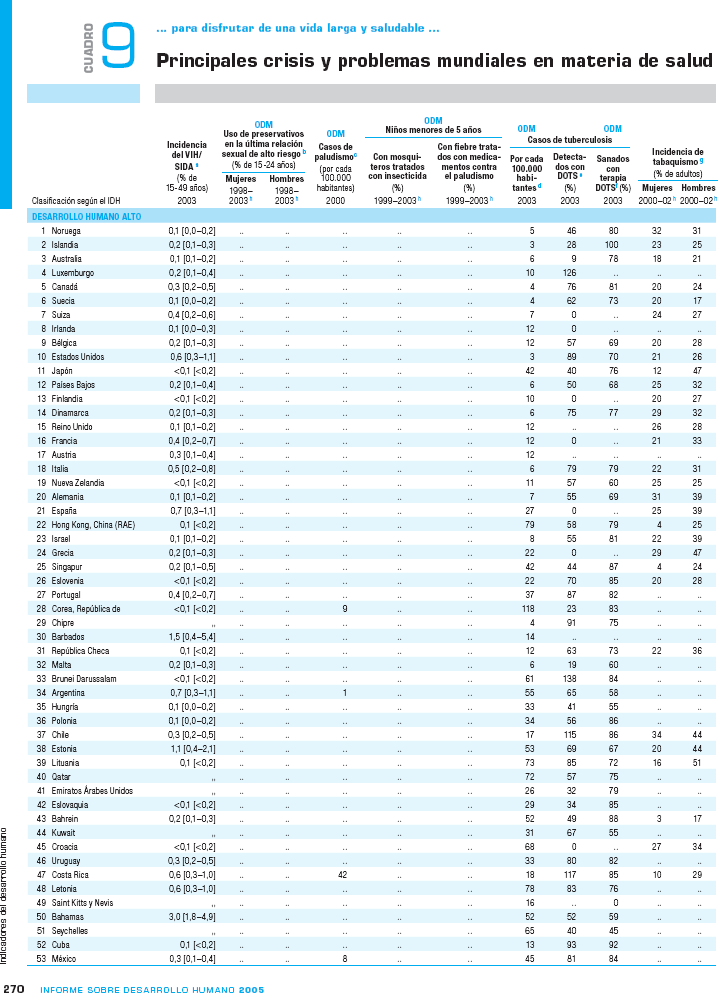 CUADRO
9
... para disfrutar de una vida larga y saludable ...
Principales crisis y problemas mundiales en materia de salud
Clasificación según el IDH
Incidencia del VIH/ SIDA a (% de 15-49 años) 2003
ODM
Uso de preservativos en la última relación sexual de alto riesgo b (% de 15-24 años)
Mujeres 1998–2003 h
Hombres 1998–2003 h
ODM
Casos de paludismo c (por cada 100.000 habitantes) 2000
ODM
Niños menores de 5 años
Con mosquiteros tratados con insecticida (%) 1999–2003 h
Con fiebre tratados con medicamentos contra el paludismo (%) 1999–2003 h
ODM ODM
Casos de tuberculosis
Por cada 100.000 habitantes d 2003
Detectados con DOTS e (%) 2003
Sanados con terapia DOTS f (%) 2003
Incidencia de tabaquismo g (% de adultos)
Mujeres 2000–02 h
Hombres 2000–02 h
DESARROLLO HUMANO ALTO
1 Noruega 0,1 [0,0–0,2] .. .. .. .. .. 5 46 80 32 31
2 Islandia 0,2 [0,1–0,3] .. .. .. .. .. 3 28 100 23 25
3 Australia 0,1 [0,1–0,2] .. .. .. .. .. 6 9 78 18 21
4 Luxemburgo 0,2 [0,1–0,4] .. .. .. .. .. 10 126 .. .. ..
5 Canadá 0,3 [0,2–0,5] .. .. .. .. .. 4 76 81 20 24
6 Suecia 0,1 [0,0–0,2] .. .. .. .. .. 4 62 73 20 17
7 Suiza 0,4 [0,2–0,6] .. .. .. .. .. 7 0 .. 24 27
8 Irlanda 0,1 [0,0–0,3] .. .. .. .. .. 12 0 .. .. ..
9 Bélgica 0,2 [0,1–0,3] .. .. .. .. .. 12 57 69 20 28
10 Estados Unidos 0,6 [0,3–1,1] .. .. .. .. .. 3 89 70 21 26
11 Japón <0,1 [<0,2] .. .. .. .. .. 42 40 76 12 47
12 Países Bajos 0,2 [0,1–0,4] .. .. .. .. .. 6 50 68 25 32
13 Finlandia <0,1 [<0,2] .. .. .. .. .. 10 0 .. 20 27
14 Dinamarca 0,2 [0,1–0,3] .. .. .. .. .. 6 75 77 29 32
15 Reino Unido 0,1 [0,1–0,2] .. .. .. .. .. 12 .. .. 26 28
16 Francia 0,4 [0,2–0,7] .. .. .. .. .. 12 0 .. 21 33
17 Austria 0,3 [0,1–0,4] .. .. .. .. .. 12 .. .. .. ..
18 Italia 0,5 [0,2–0,8] .. .. .. .. .. 6 79 79 22 31
19 Nueva Zelandia <0,1 [<0,2] .. .. .. .. .. 11 57 60 25 25
20 Alemania 0,1 [0,1–0,2] .. .. .. .. .. 7 55 69 31 39
21 España 0,7 [0,3–1,1] .. .. .. .. .. 27 0 .. 25 39
22 Hong Kong, China (RAE) 0,1 [<0,2] .. .. .. .. .. 79 58 79 4 25
23 Israel 0,1 [0,1–0,2] .. .. .. .. .. 8 55 81 22 39
24 Grecia 0,2 [0,1–0,3] .. .. .. .. .. 22 0 .. 29 47
25 Singapur 0,2 [0,1–0,5] .. .. .. .. .. 42 44 87 4 24
26 Eslovenia <0,1 [<0,2] .. .. .. .. .. 22 70 85 20 28
27 Portugal 0,4 [0,2–0,7] .. .. .. .. .. 37 87 82 .. ..
28 Corea, República de <0,1 [<0,2] .. .. 9 .. .. 118 23 83 .. ..
29 Chipre ,, .. .. .. .. .. 4 91 75 .. ..
30 Barbados 1,5 [0,4–5,4] .. .. .. .. .. 14 .. .. .. ..
31 República Checa 0,1 [<0,2] .. .. .. .. .. 12 63 73 22 36
32 Malta 0,2 [0,1–0,3] .. .. .. .. .. 6 19 60 .. ..
33 Brunei Darussalam <0,1 [<0,2] .. .. .. .. .. 61 138 84 .. ..
34 Argentina 0,7 [0,3–1,1] .. .. 1 .. .. 55 65 58 .. ..
35 Hungría 0,1 [0,0–0,2] .. .. .. .. .. 33 41 55 .. ..
36 Polonia 0,1 [0,0–0,2] .. .. .. .. .. 34 56 86 .. ..
37 Chile 0,3 [0,2–0,5] .. .. .. .. .. 17 115 86 34 44
38 Estonia 1,1 [0,4–2,1] .. .. .. .. .. 53 69 67 20 44
39 Lituania 0,1 [<0,2] .. .. .. .. .. 73 85 72 16 51
40 Qatar ,, .. .. .. .. .. 72 57 75 .. ..
41 Emiratos Árabes Unidos ,, .. .. .. .. .. 26 32 79 .. ..
42 Eslovaquia <0,1 [<0,2] .. .. .. .. .. 29 34 85 .. ..
43 Bahrein 0,2 [0,1–0,3] .. .. .. .. .. 52 49 88 3 17
44 Kuwait ,, .. .. .. .. .. 31 67 55 .. ..
45 Croacia <0,1 [<0,2] .. .. .. .. .. 68 0 .. 27 34
46 Uruguay 0,3 [0,2–0,5] .. .. .. .. .. 33 80 82 .. ..
47 Costa Rica 0,6 [0,3–1,0] .. .. 42 .. .. 18 117 85 10 29
48 Letonia 0,6 [0,3–1,0] .. .. .. .. .. 78 83 76 .. ..
49 Saint Kitts y Nevis ,, .. .. .. .. .. 16 .. 0 .. ..
50 Bahamas 3,0 [1,8–4,9] .. .. .. .. .. 52 52 59 .. ..
51 Seychelles ,, .. .. .. .. .. 65 40 45 .. ..
52 Cuba 0,1 [<0,2] .. .. .. .. .. 13 93 92 .. ..
53 México 0,3 [0,1–0,4] .. .. 8 .. .. 45 81 84 .. ..
Indicadores del desarrollo humano
270 INFORME SOBRE DESARROLLO HUMANO 2005